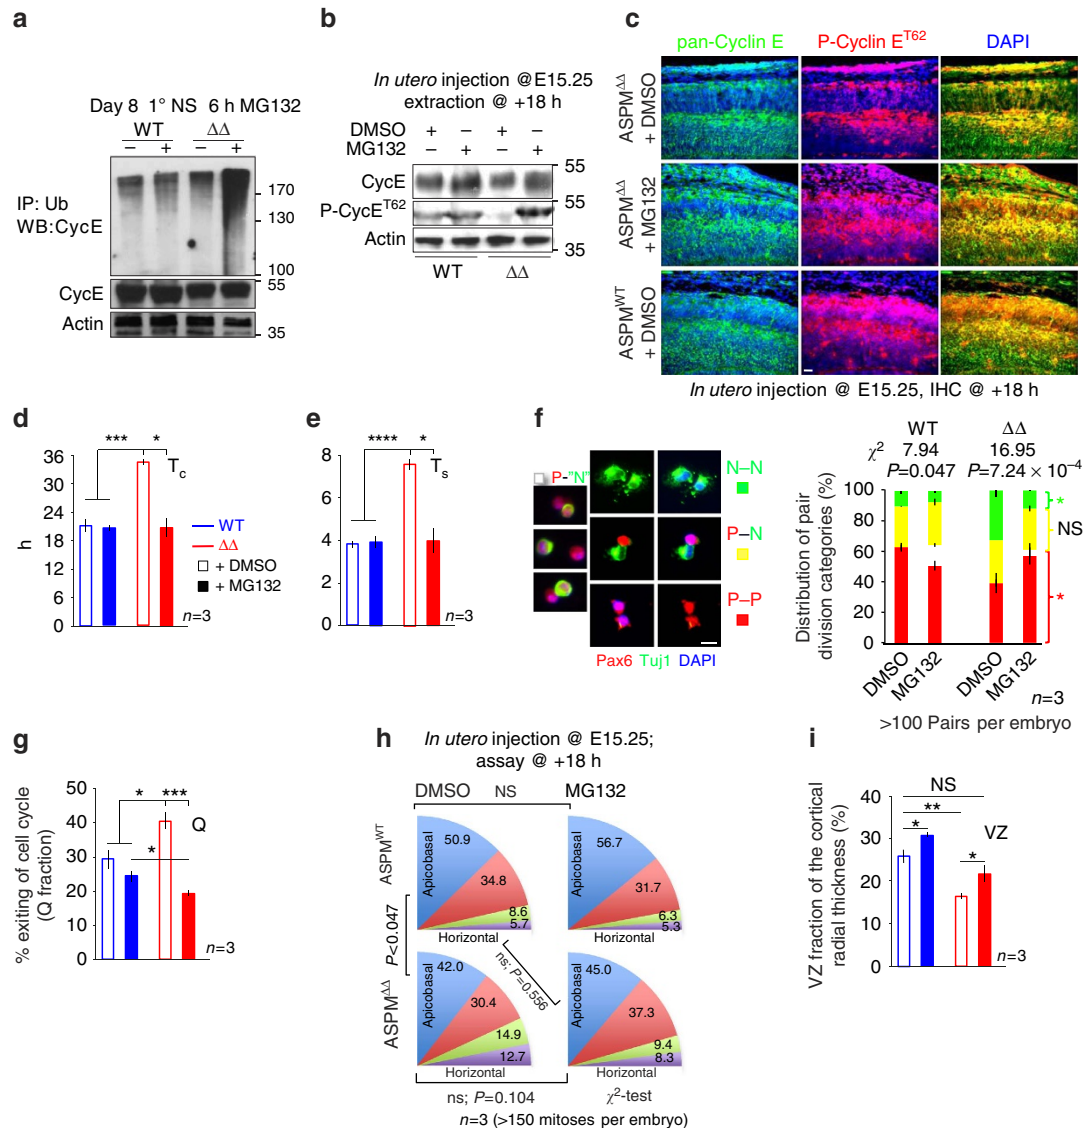 a
Day 8 1° NS 6 h MG132
WT ΔΔ
– + – +
IP: Ub
WB:CycE
170
130
100
CycE
55
Actin
35
b
In utero injection @E15.25
extraction @ +18 h
DMSO + – + –
MG132 – + – +
CycE
55
P-CycE^T62
55
Actin
35
WT ΔΔ
c
pan-Cyclin E P-Cyclin E^T62 DAPI
ASPM^ΔΔ
+ DMSO
ASPM^ΔΔ
+ MG132
ASPM^WT
+ DMSO
In utero injection @ E15.25, IHC @ +18 h
d
*** *
T_c
h
36
30
24
18
12
6
0
WT
ΔΔ
+ DMSO
+ MG132
n=3
e
**** *
T_s
8
6
4
2
0
n=3
f
P-"N"
N–N
P–N
P–P
Pax6 Tuj1 DAPI
WT ΔΔ
χ² 7.94 16.95
P=0.047 P=7.24 × 10⁻⁴
Distribution of pair
division categories (%)
100
80
60
40
20
0
*
NS
*
DMSO
MG132
DMSO
MG132
n=3
>100 Pairs per embryo
g
% exiting of cell cycle
(Q fraction)
50
40
30
20
10
0
* ***
Q
*
n=3
h
In utero injection @ E15.25;
assay @ +18 h
DMSO NS MG132
ASPM^WT
Apicobasal
50.9
34.8
8.6
5.7
Horizontal
Apicobasal
56.7
31.7
6.3
5.3
Horizontal
P<0.047
ns; P=0.556
ASPM^ΔΔ
Apicobasal
42.0
30.4
14.9
12.7
Horizontal
Apicobasal
45.0
37.3
9.4
8.3
Horizontal
ns; P=0.104
χ²-test
n=3 (>150 mitoses per embryo)
i
VZ fraction of the cortical
radial thickness (%)
40
30
20
10
0
NS
**
*
VZ
*
n=3